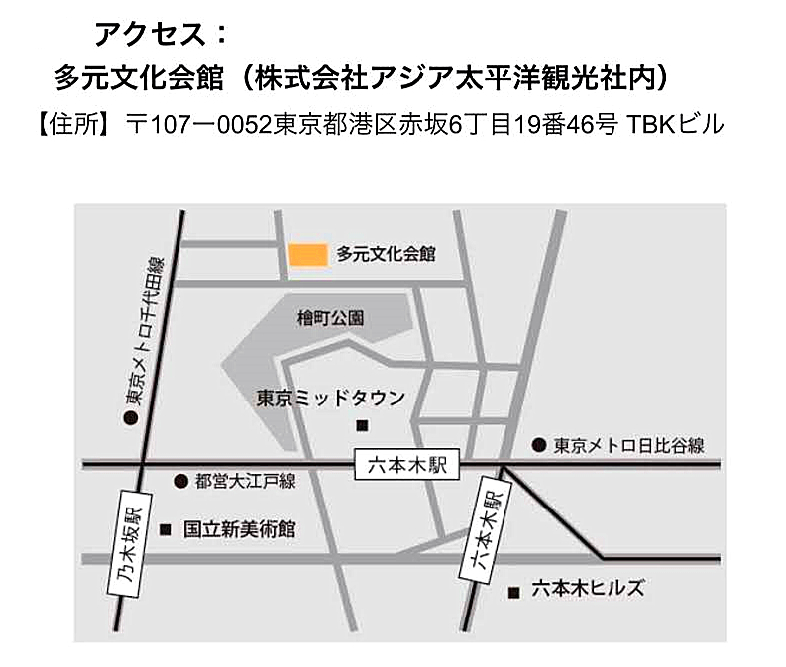 アクセス：
多元文化会館（株式会社アジア太平洋観光社内）
【住所】〒107ー0052東京都港区赤坂6丁目19番46号 TBKビル
多元文化会館
東京メトロ千代田線
檜町公園
東京ミッドタウン
東京メトロ日比谷線
六本木駅
都営大江戸線
乃木坂駅
国立新美術館
六本木駅
六本木ヒルズ